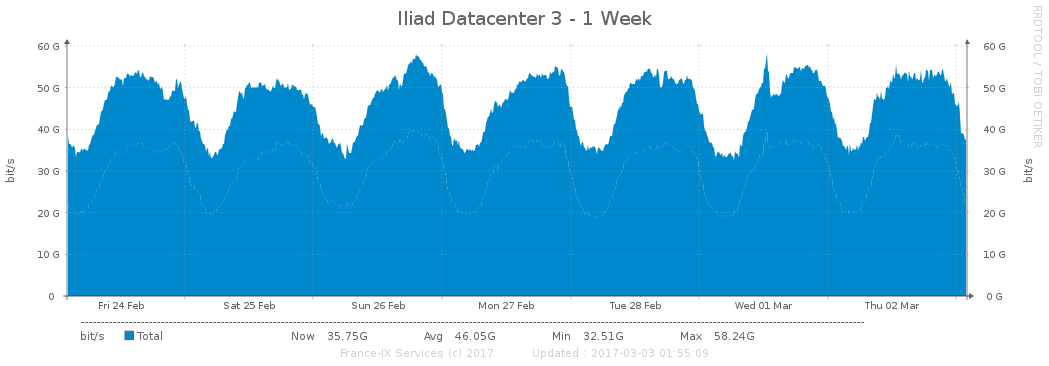 Iliad Datacenter 3 - 1 Week
RRDTOOL / TOBI OETIKER
60 G 60 G
50 G 50 G
40 G 40 G
30 G 30 G
20 G 20 G
10 G 10 G
0 0 G
bit/s bit/s
Fri 24 Feb Sat 25 Feb Sun 26 Feb Mon 27 Feb Tue 28 Feb Wed 01 Mar Thu 02 Mar
bit/s Total Now 35.75G Avg 46.05G Min 32.51G Max 58.24G
France-IX Services (c) 2017 Updated : 2017-03-03 01:55:09